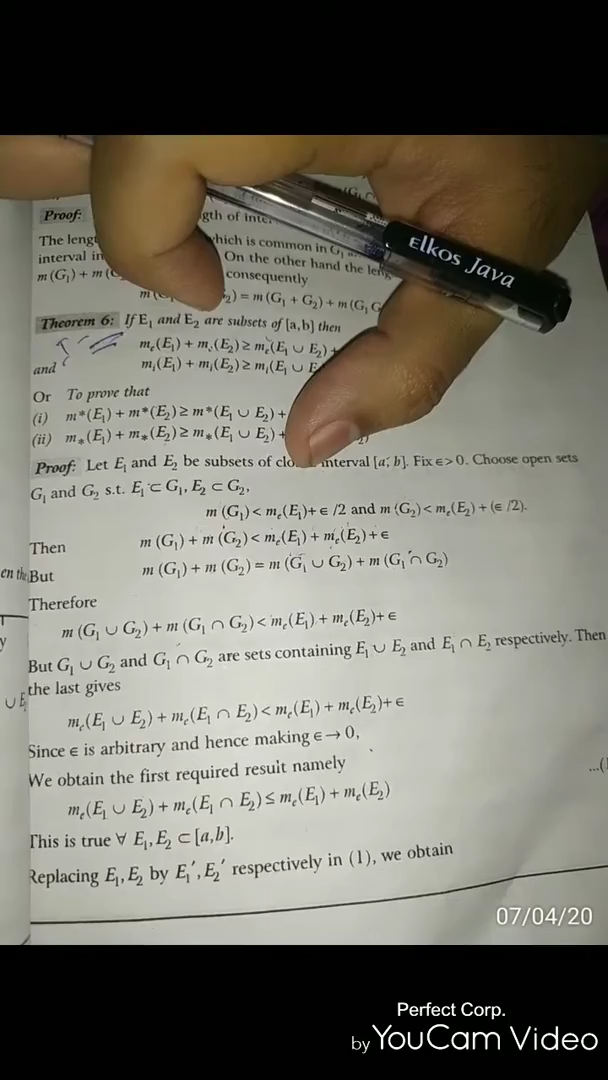 Proof: gth of inte
The leng which is common in G₁
interval in On the other hand the leng
m (G₁) + m ( consequently
₂) = m (G₁ + G₂) + m (G₁ G
Elkos Java
Theorem 6: If E₁ and E₂ are subsets of [a,b] then
mₑ(E₁) + mₑ(E₂) ≥ mₑ(E₁ ∪ E₂) +
and mᵢ(E₁) + mᵢ(E₂) ≥ mᵢ(E₁ ∪ E
Or To prove that
(i) m*(E₁) + m*(E₂) ≥ m*(E₁ ∪ E₂) +
(ii) m⁎(E₁) + m⁎(E₂) ≥ m⁎(E₁ ∪ E₂) + ₂)
Proof: Let E₁ and E₂ be subsets of clo interval [a, b]. Fix ∈ > 0. Choose open sets
G₁ and G₂ s.t. E₁ ⊂ G₁, E₂ ⊂ G₂,
m (G₁) < mₑ(E₁) + ∈ /2 and m (G₂) < mₑ(E₂) + (∈ /2).
Then m (G₁) + m (G₂) < mₑ(E₁) + mₑ(E₂) + ∈
en the
But m (G₁) + m (G₂) = m (G₁ ∪ G₂) + m (G₁ ∩ G₂)
Therefore
m (G₁ ∪ G₂) + m (G₁ ∩ G₂) < mₑ(E₁) + mₑ(E₂) + ∈
y
But G₁ ∪ G₂ and G₁ ∩ G₂ are sets containing E₁ ∪ E₂ and E₁ ∩ E₂ respectively. Then
∪ E
the last gives
mₑ(E₁ ∪ E₂) + mₑ(E₁ ∩ E₂) < mₑ(E₁) + mₑ(E₂) + ∈
Since ∈ is arbitrary and hence making ∈ → 0,
We obtain the first required result namely ...(
mₑ(E₁ ∪ E₂) + mₑ(E₁ ∩ E₂) ≤ mₑ(E₁) + mₑ(E₂)
This is true ∀ E₁, E₂ ⊂ [a,b].
Replacing E₁, E₂ by E₁′, E₂′ respectively in (1), we obtain
07/04/20
Perfect Corp.
by YouCam Video